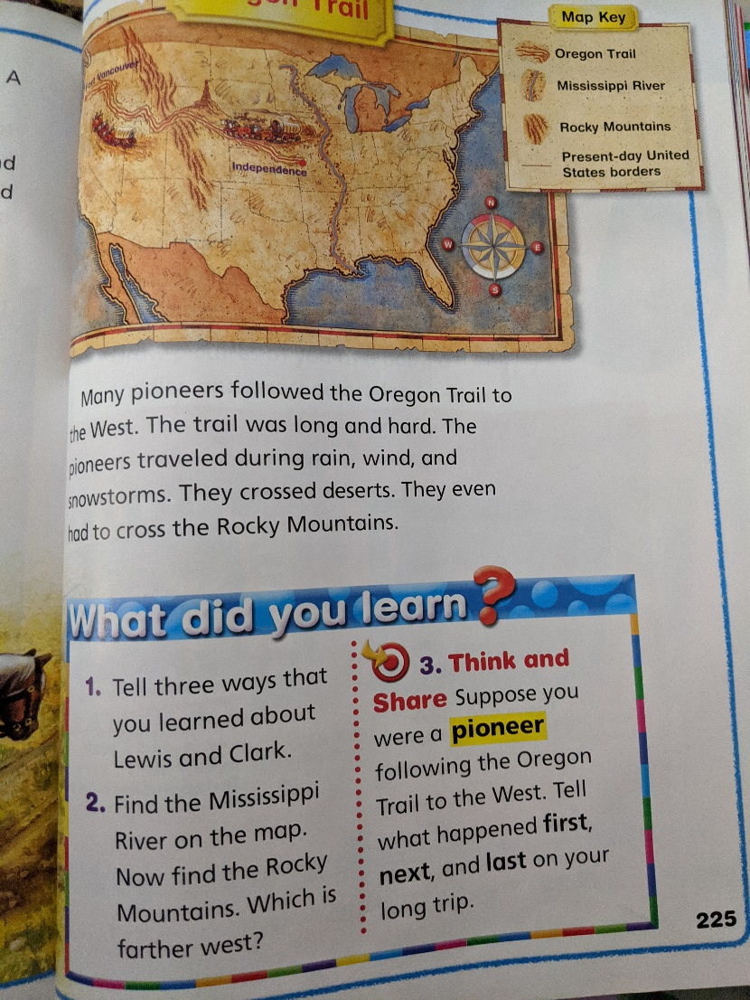 A
d
d
Trail
Map Key
Oregon Trail
Mississippi River
Rocky Mountains
Present-day United
States borders
Vancouver
Independence
N
W
E
S
Many pioneers followed the Oregon Trail to
the West. The trail was long and hard. The
pioneers traveled during rain, wind, and
snowstorms. They crossed deserts. They even
had to cross the Rocky Mountains.
What did you learn?
1. Tell three ways that
you learned about
Lewis and Clark.
2. Find the Mississippi
River on the map.
Now find the Rocky
Mountains. Which is
farther west?
3. Think and
Share Suppose you
were a pioneer
following the Oregon
Trail to the West. Tell
what happened first,
next, and last on your
long trip.
225